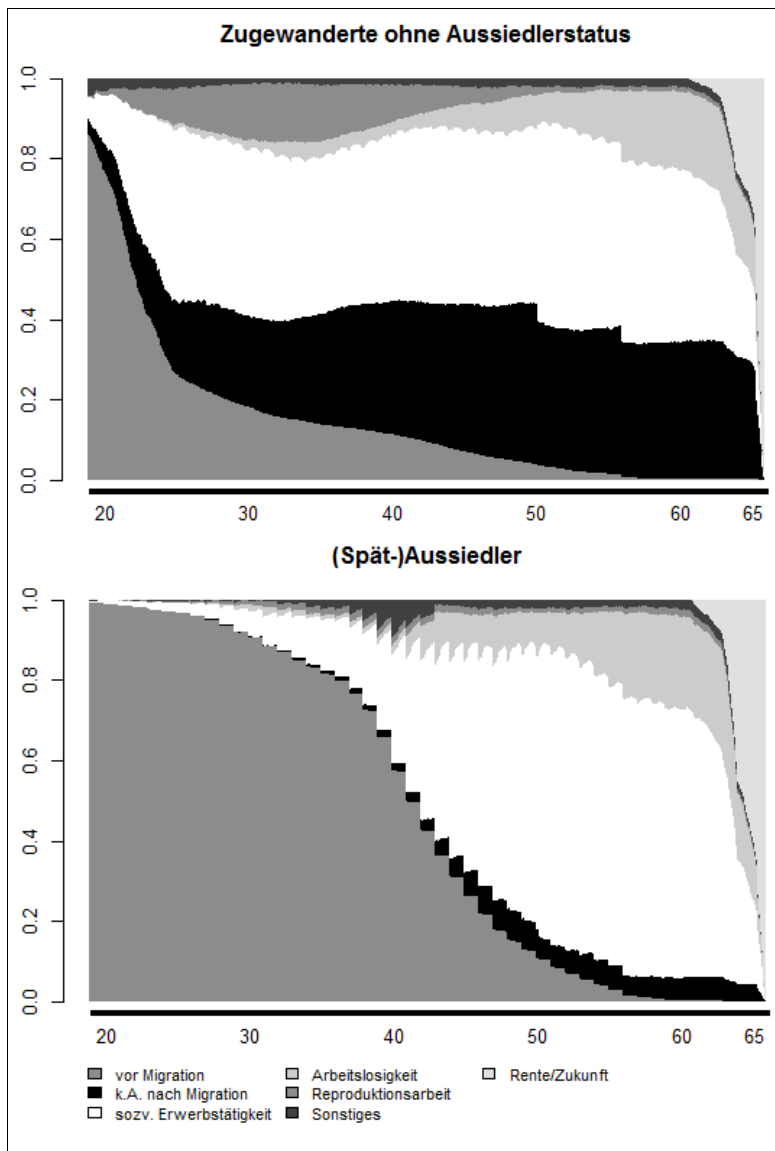 Zugewanderte ohne Aussiedlerstatus
1.0
0.8
0.6
0.4
0.2
0.0
20 30 40 50 60 65
(Spät-)Aussiedler
1.0
0.8
0.6
0.4
0.2
0.0
20 30 40 50 60 65
vor Migration Arbeitslosigkeit Rente/Zukunft
k.A. nach Migration Reproduktionsarbeit
sozv. Erwerbstätigkeit Sonstiges